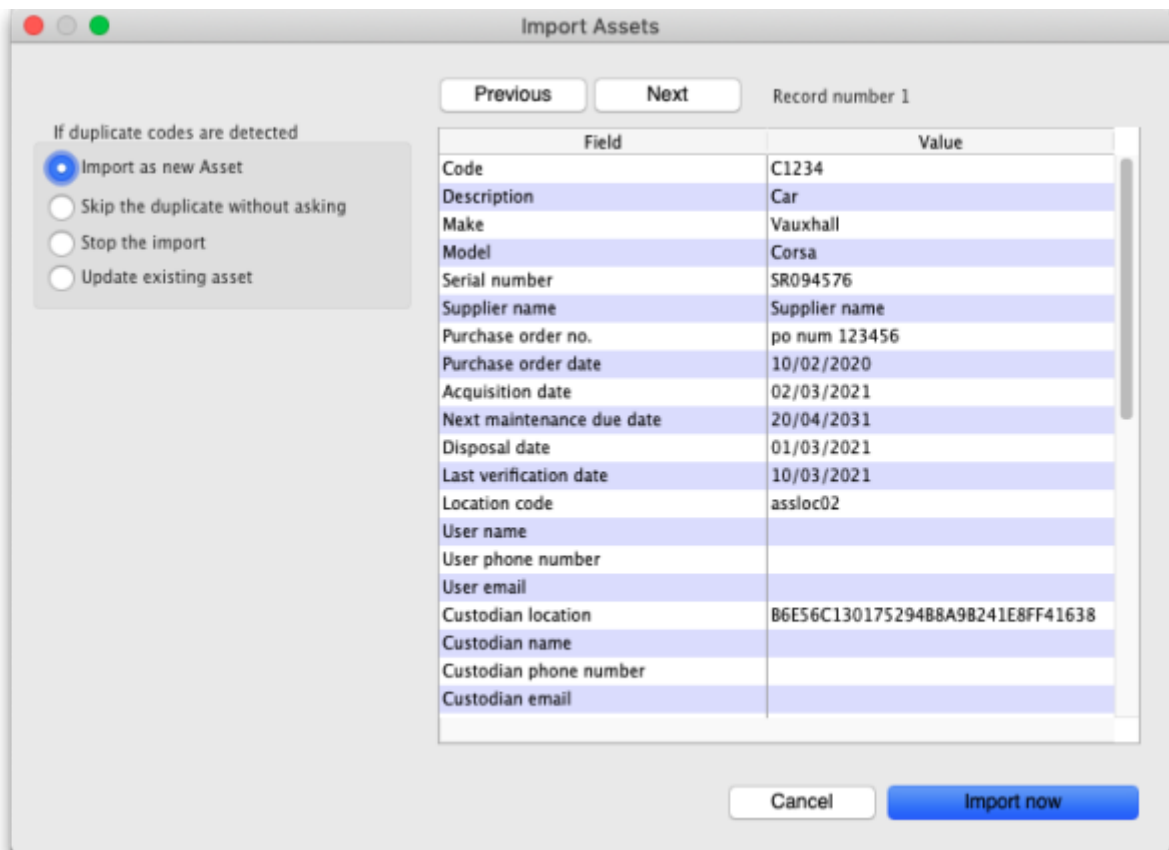 Import Assets
Previous Next Record number 1
If duplicate codes are detected
Import as new Asset
Skip the duplicate without asking
Stop the import
Update existing asset
Field Value
Code C1234
Description Car
Make Vauxhall
Model Corsa
Serial number SR094576
Supplier name Supplier name
Purchase order no. po num 123456
Purchase order date 10/02/2020
Acquisition date 02/03/2021
Next maintenance due date 20/04/2031
Disposal date 01/03/2021
Last verification date 10/03/2021
Location code assloc02
User name
User phone number
User email
Custodian location B6E56C130175294B8A9B241E8FF41638
Custodian name
Custodian phone number
Custodian email
Cancel Import now